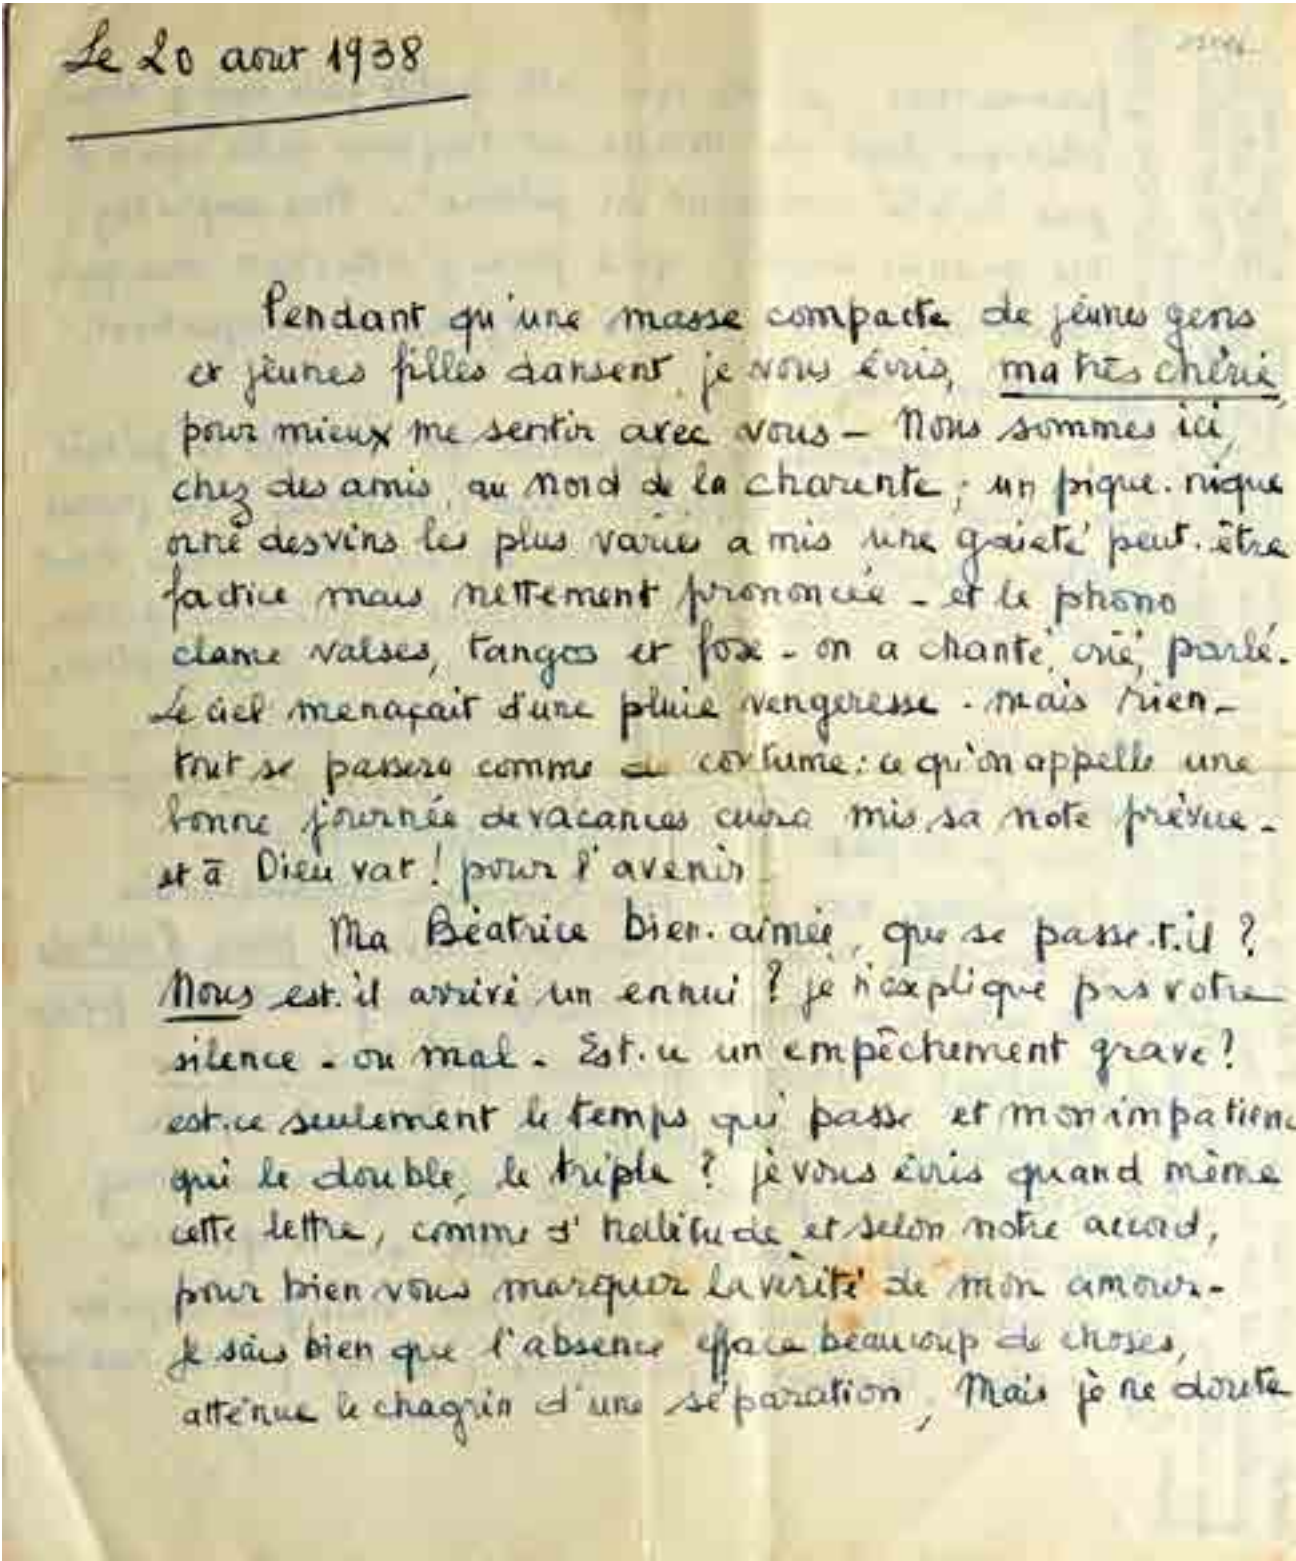 Le 20 aout 1938
Pendant qu'une masse compacte de jeunes gens
et jeunes filles dansent, je vous écris, ma très chérie,
pour mieux me sentir avec vous - Nous sommes ici,
chez des amis, au Nord de la Charente; un pique-nique
orné des vins les plus variés a mis une gaieté peut-être
factice mais nettement prononcée - et le phono
clame valses, tangos et fox - on a chanté, crié, parlé.
Le ciel menaçait d'une pluie vengeresse. mais rien -
tout se passera comme de coutume: ce qu'on appelle une
bonne journée de vacances aura mis sa note prévue -
et à Dieu vat! pour l'avenir -
Ma Béatrice bien-aimée, que se passe-t-il?
Nous est-il arrivé un ennui? je n'explique pas votre
silence - ou mal - Est-ce un empêchement grave?
est-ce seulement le temps qui passe et mon impatienc
qui le double, le triple? je vous écris quand même
cette lettre, comme d'habitude et selon notre accord,
pour bien vous marquer la vérité de mon amour -
Je sais bien que l'absence efface beaucoup de choses,
atténue le chagrin d'une séparation, Mais je ne doute